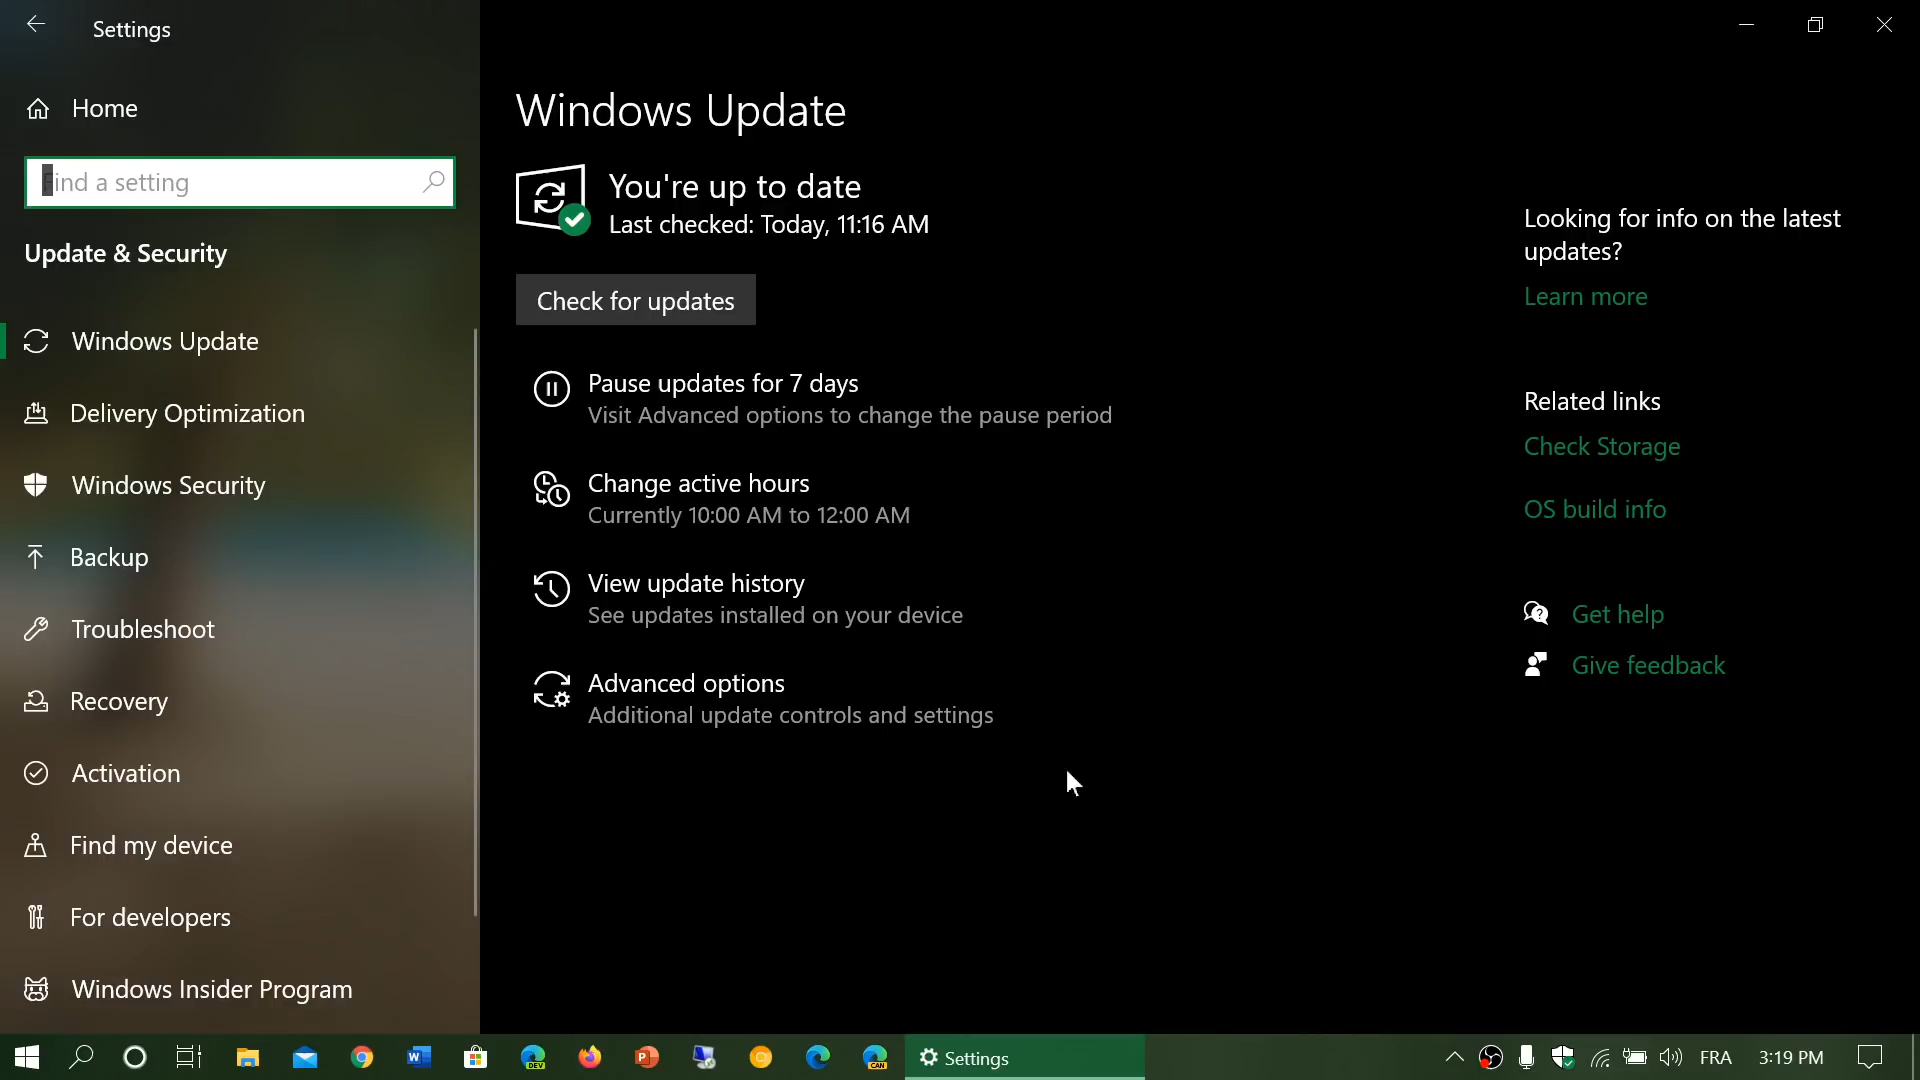 Settings
Home
Find a setting
Update & Security
Windows Update
Delivery Optimization
Windows Security
Backup
Troubleshoot
Recovery
Activation
Find my device
For developers
Windows Insider Program
Windows Update
You're up to date
Last checked: Today, 11:16 AM
Check for updates
Pause updates for 7 days
Visit Advanced options to change the pause period
Change active hours
Currently 10:00 AM to 12:00 AM
View update history
See updates installed on your device
Advanced options
Additional update controls and settings
Looking for info on the latest
updates?
Learn more
Related links
Check Storage
OS build info
Get help
Give feedback
W
DEV
P
CAN
Settings
FRA
3:19 PM